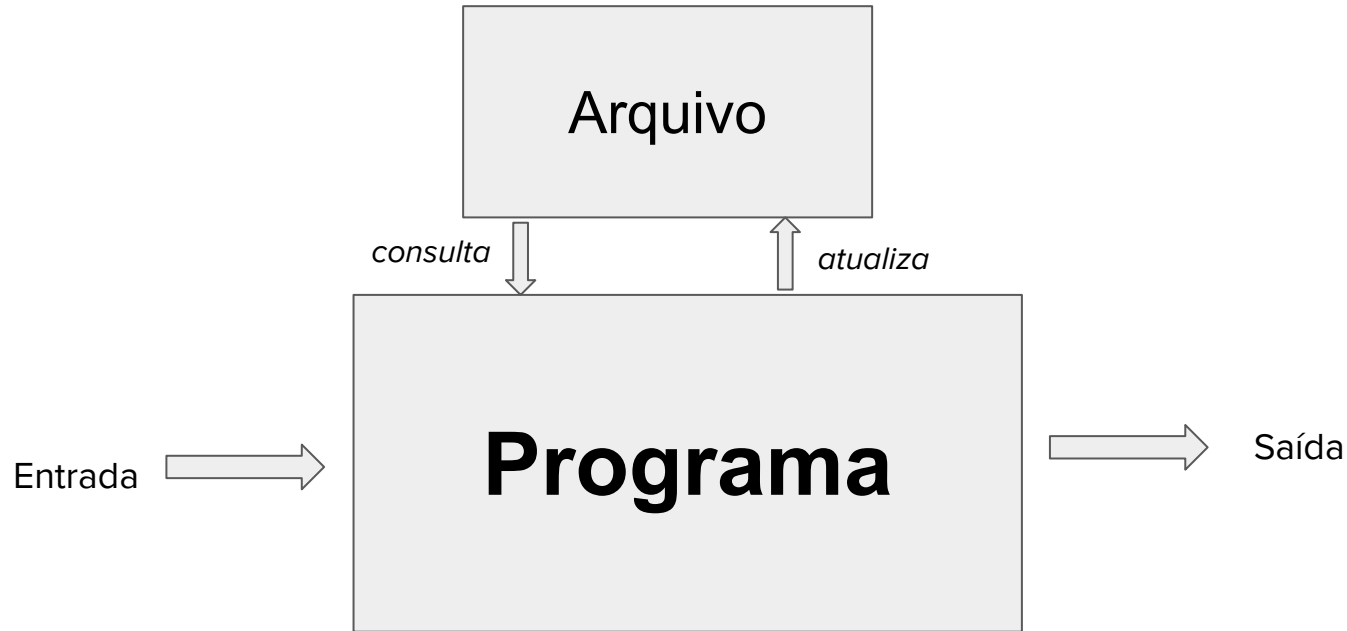 Arquivo
consulta
atualiza
Programa
Entrada
Saída